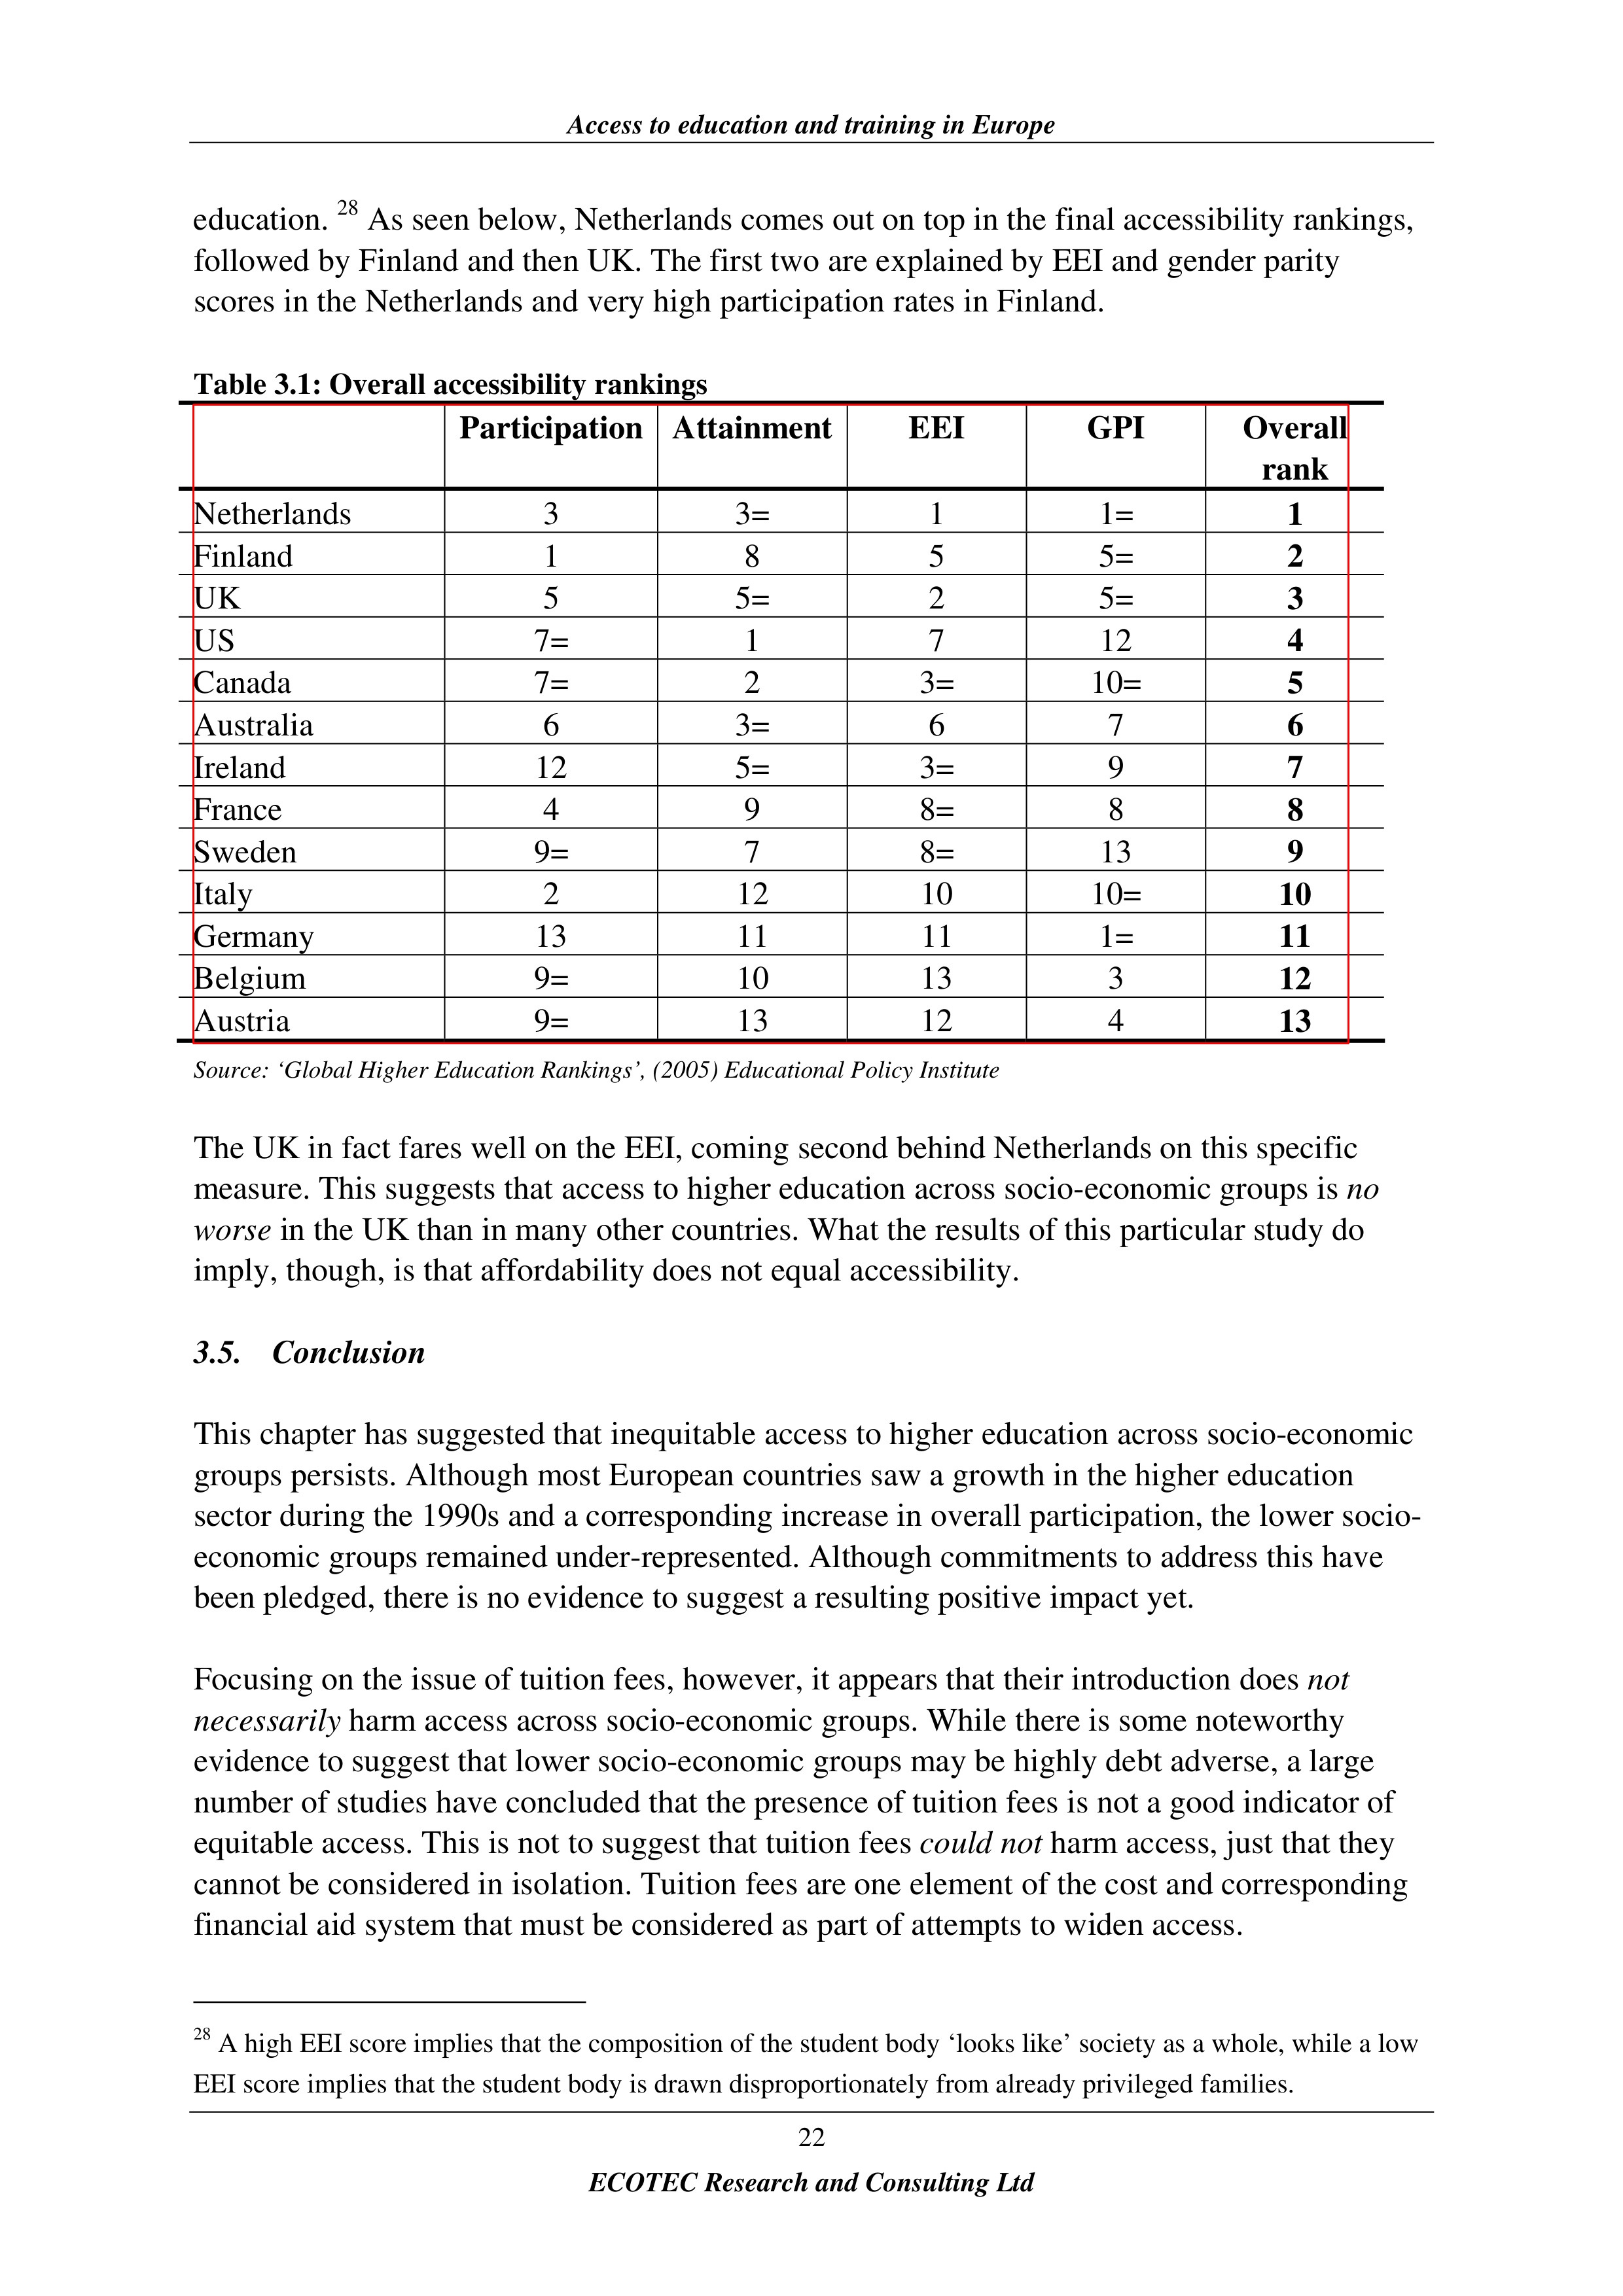 Access to education and training in Europe
education. 28 As seen below, Netherlands comes out on top in the final accessibility rankings,
followed by Finland and then UK. The first two are explained by EEI and gender parity
scores in the Netherlands and very high participation rates in Finland.
Table 3.1: Overall accessibility rankings
Participation Attainment EEI GPI Overall
rank
Netherlands 3 3= 1 1= 1
Finland 1 8 5 5= 2
UK 5 5= 2 5= 3
US 7= 1 7 12 4
Canada 7= 2 3= 10= 5
Australia 6 3= 6 7 6
Ireland 12 5= 3= 9 7
France 4 9 8= 8 8
Sweden 9= 7 8= 13 9
Italy 2 12 10 10= 10
Germany 13 11 11 1= 11
Belgium 9= 10 13 3 12
Austria 9= 13 12 4 13
Source: ‘Global Higher Education Rankings’, (2005) Educational Policy Institute
The UK in fact fares well on the EEI, coming second behind Netherlands on this specific
measure. This suggests that access to higher education across socio-economic groups is no
worse in the UK than in many other countries. What the results of this particular study do
imply, though, is that affordability does not equal accessibility.
3.5. Conclusion
This chapter has suggested that inequitable access to higher education across socio-economic
groups persists. Although most European countries saw a growth in the higher education
sector during the 1990s and a corresponding increase in overall participation, the lower socio-
economic groups remained under-represented. Although commitments to address this have
been pledged, there is no evidence to suggest a resulting positive impact yet.
Focusing on the issue of tuition fees, however, it appears that their introduction does not
necessarily harm access across socio-economic groups. While there is some noteworthy
evidence to suggest that lower socio-economic groups may be highly debt adverse, a large
number of studies have concluded that the presence of tuition fees is not a good indicator of
equitable access. This is not to suggest that tuition fees could not harm access, just that they
cannot be considered in isolation. Tuition fees are one element of the cost and corresponding
financial aid system that must be considered as part of attempts to widen access.
28 A high EEI score implies that the composition of the student body ‘looks like’ society as a whole, while a low
EEI score implies that the student body is drawn disproportionately from already privileged families.
22
ECOTEC Research and Consulting Ltd